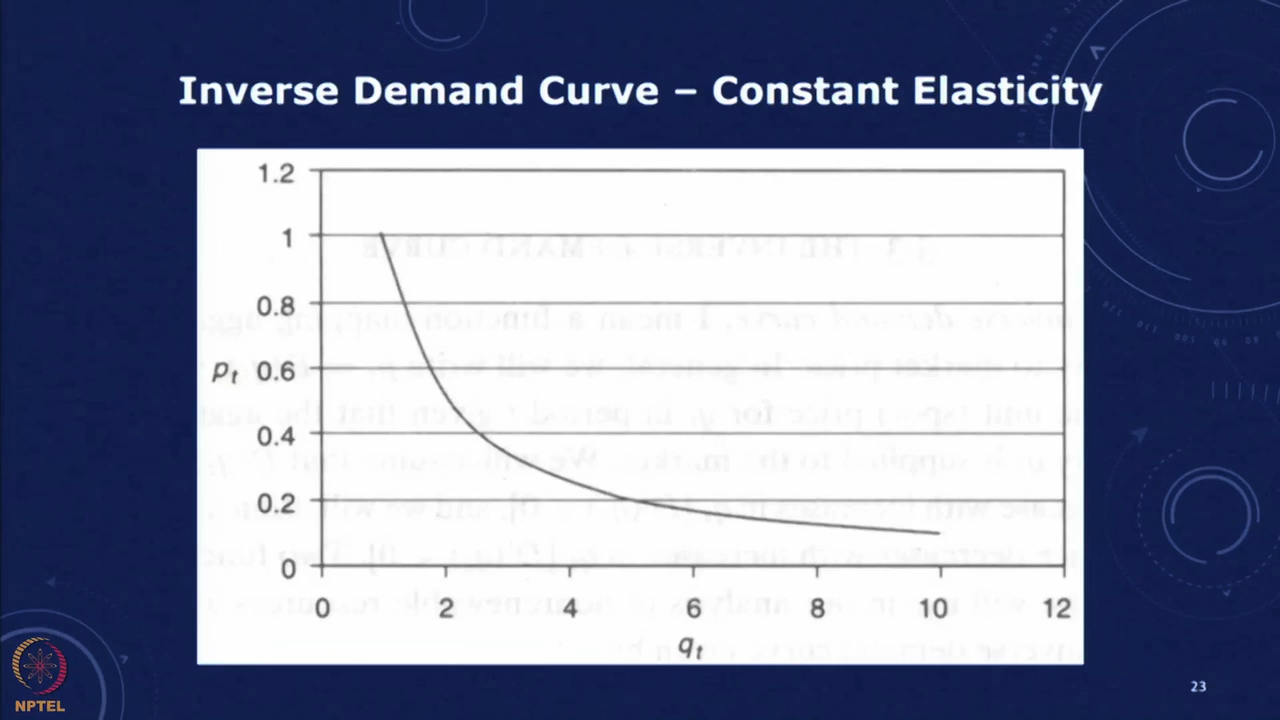 Inverse Demand Curve – Constant Elasticity
1.2
1
0.8
0.6
0.4
0.2
0
pt
0 2 4 6 8 10 12
qt
NPTEL
23